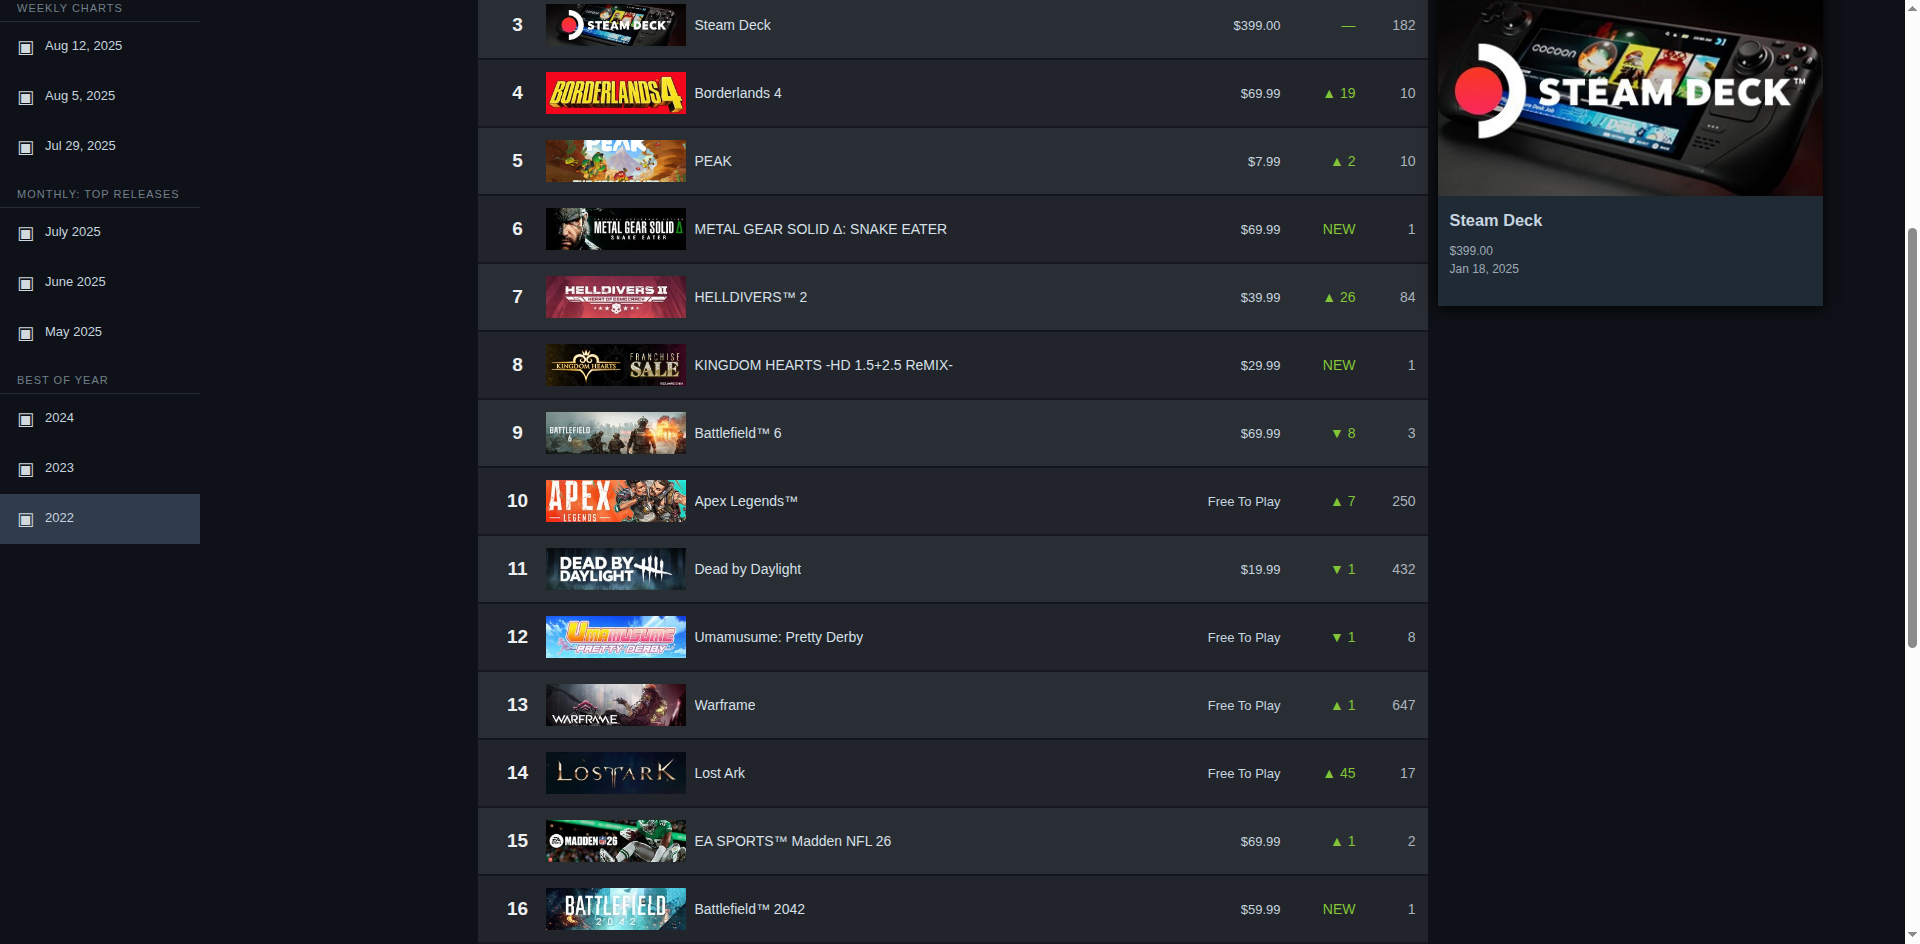 WEEKLY CHARTS
Aug 12, 2025
Aug 5, 2025
Jul 29, 2025
MONTHLY: TOP RELEASES
July 2025
June 2025
May 2025
BEST OF YEAR
2024
2023
2022
3 STEAM DECK Steam Deck $399.00 — 182
4 BORDERLANDS 4 Borderlands 4 $69.99 ▲ 19 10
5 PEAK PEAK $7.99 ▲ 2 10
6 METAL GEAR SOLID Δ SNAKE EATER METAL GEAR SOLID Δ: SNAKE EATER $69.99 NEW 1
7 HELLDIVERS II HEART OF DEMOCRACY HELLDIVERS™ 2 $39.99 ▲ 26 84
8 KINGDOM HEARTS FRANCHISE SALE KINGDOM HEARTS -HD 1.5+2.5 ReMIX- $29.99 NEW 1
9 BATTLEFIELD 6 Battlefield™ 6 $69.99 ▼ 8 3
10 APEX LEGENDS Apex Legends™ Free To Play ▲ 7 250
11 DEAD BY DAYLIGHT Dead by Daylight $19.99 ▼ 1 432
12 UMAMUSUME PRETTY DERBY Umamusume: Pretty Derby Free To Play ▼ 1 8
13 WARFRAME Warframe Free To Play ▲ 1 647
14 LOST ARK Lost Ark Free To Play ▲ 45 17
15 EA MADDEN NFL 26 EA SPORTS™ Madden NFL 26 $69.99 ▲ 1 2
16 BATTLEFIELD 2042 Battlefield™ 2042 $59.99 NEW 1
cocoon
STEAM DECK™
Steam Deck
$399.00
Jan 18, 2025